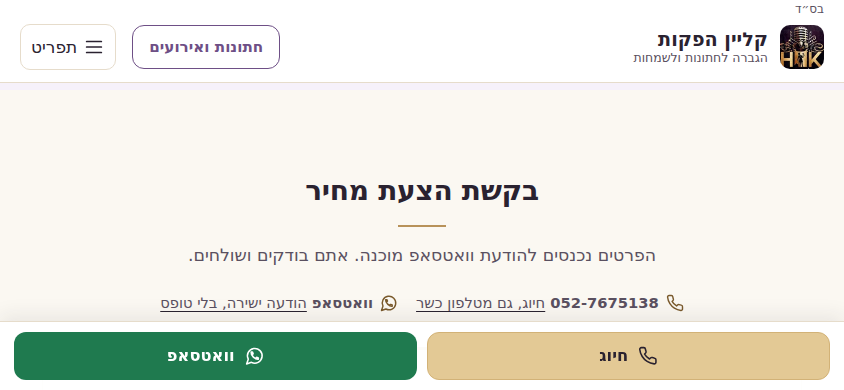 בס״ד
קליין הפקות
הגברה לחתונות ולשמחות
חתונות ואירועים
תפריט
בקשת הצעת מחיר
הפרטים נכנסים להודעת וואטסאפ מוכנה. אתם בודקים ושולחים.
052-7675138 חיוג, גם מטלפון כשר
וואטסאפ הודעה ישירה, בלי טופס
חיוג
וואטסאפ